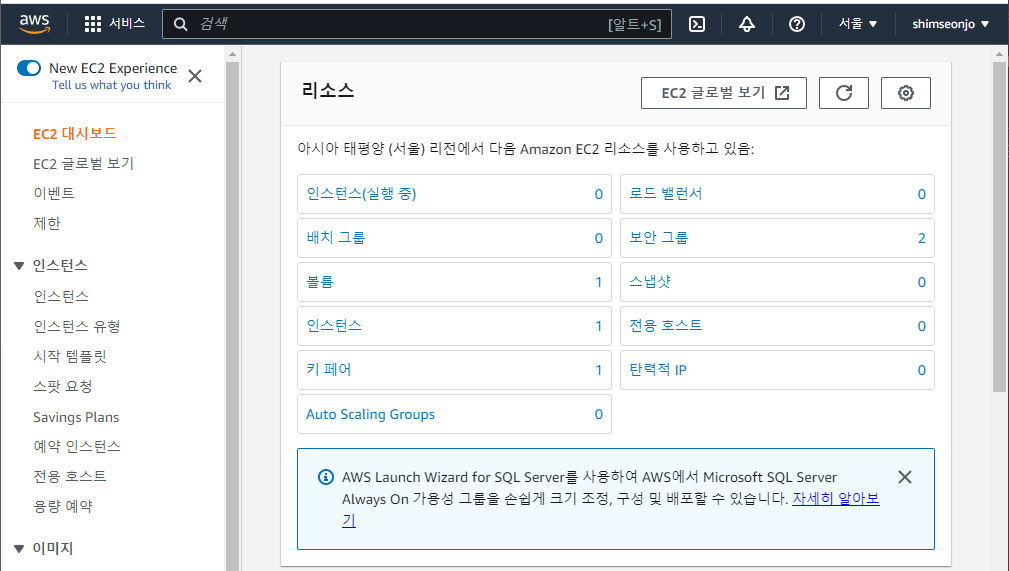 aws
서비스
검색
[알트+S]
서울
shimseonjo
New EC2 Experience
Tell us what you think
EC2 대시보드
EC2 글로벌 보기
이벤트
제한
인스턴스
인스턴스
인스턴스 유형
시작 템플릿
스팟 요청
Savings Plans
예약 인스턴스
전용 호스트
용량 예약
이미지
리소스
EC2 글로벌 보기
아시아 태평양 (서울) 리전에서 다음 Amazon EC2 리소스를 사용하고 있음:
인스턴스(실행 중) 0
로드 밸런서 0
배치 그룹 0
보안 그룹 2
볼륨 1
스냅샷 0
인스턴스 1
전용 호스트 0
키 페어 1
탄력적 IP 0
Auto Scaling Groups 0
AWS Launch Wizard for SQL Server를 사용하여 AWS에서 Microsoft SQL Server
Always On 가용성 그룹을 손쉽게 크기 조정, 구성 및 배포할 수 있습니다. 자세히 알아보
기